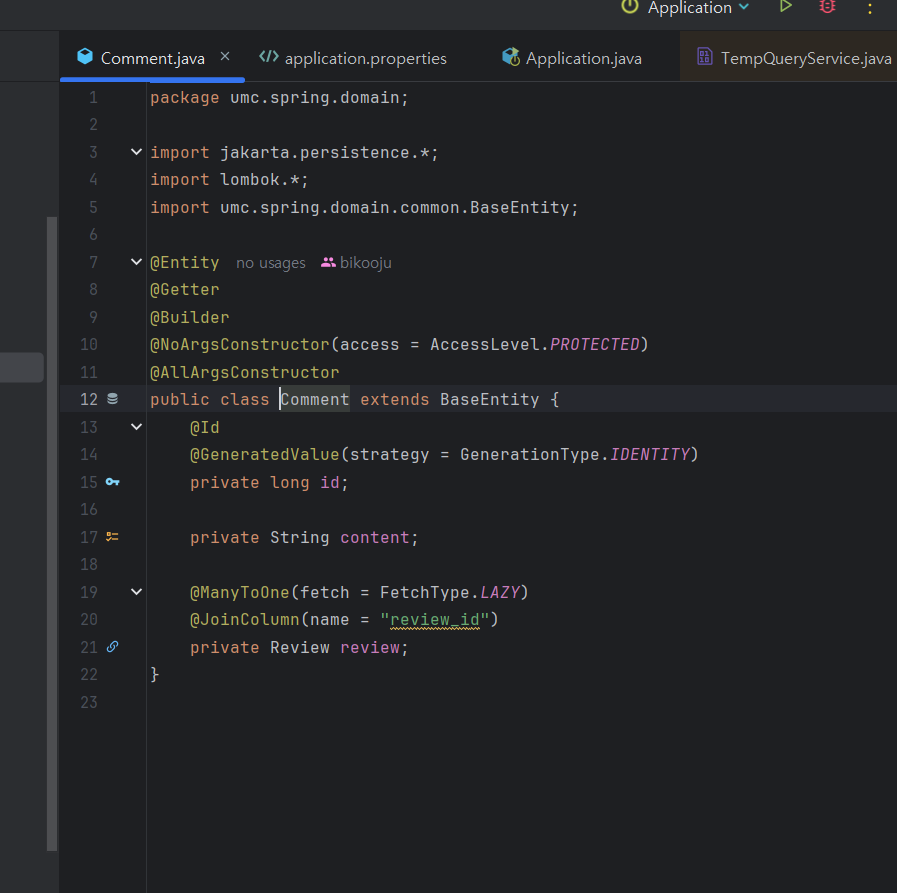 Application
Comment.java
application.properties
Application.java
TempQueryService.java
1 package umc.spring.domain;
2
3 import jakarta.persistence.*;
4 import lombok.*;
5 import umc.spring.domain.common.BaseEntity;
6
7 @Entity no usages bikooju
8 @Getter
9 @Builder
10 @NoArgsConstructor(access = AccessLevel.PROTECTED)
11 @AllArgsConstructor
12 public class Comment extends BaseEntity {
13 @Id
14 @GeneratedValue(strategy = GenerationType.IDENTITY)
15 private long id;
16
17 private String content;
18
19 @ManyToOne(fetch = FetchType.LAZY)
20 @JoinColumn(name = "review_id")
21 private Review review;
22 }
23